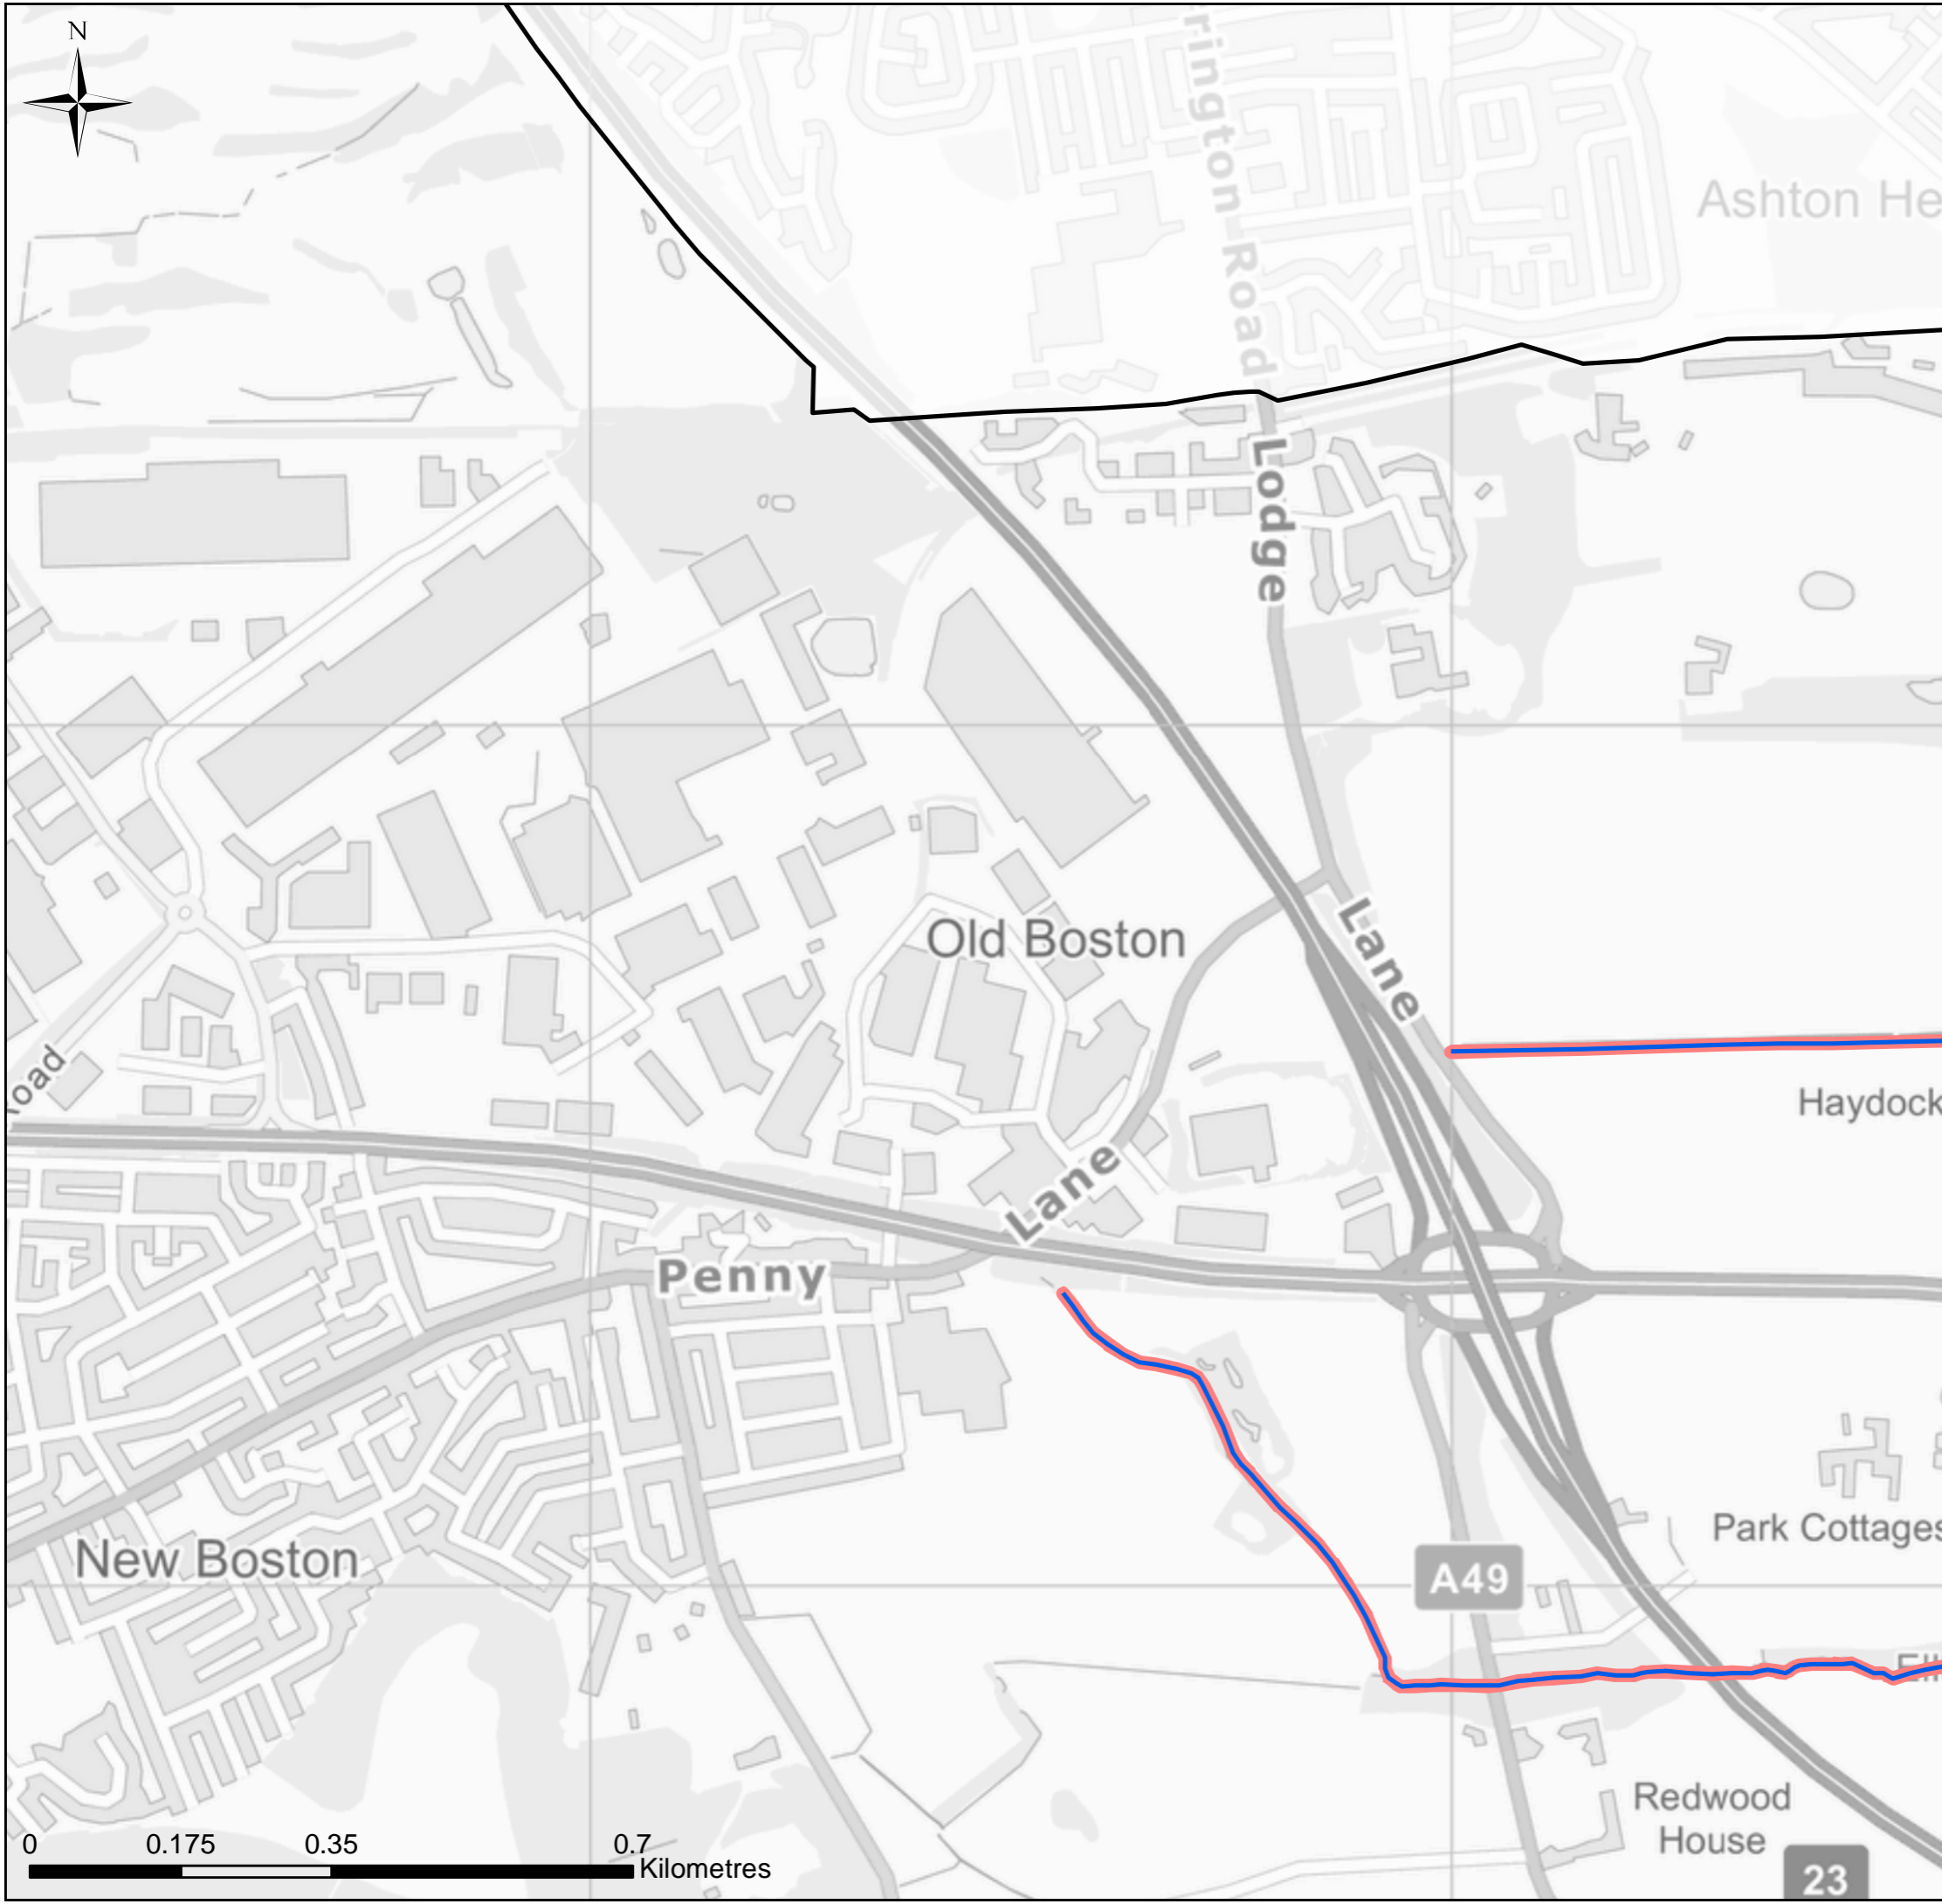 N
rington Road
Ashton He
Lodge
Lane
Old Boston
Haydock
oad
Lane
Penny
New Boston
Park Cottages
A49
Redwood
House
23
0 0.175 0.35 0.7
Kilometres